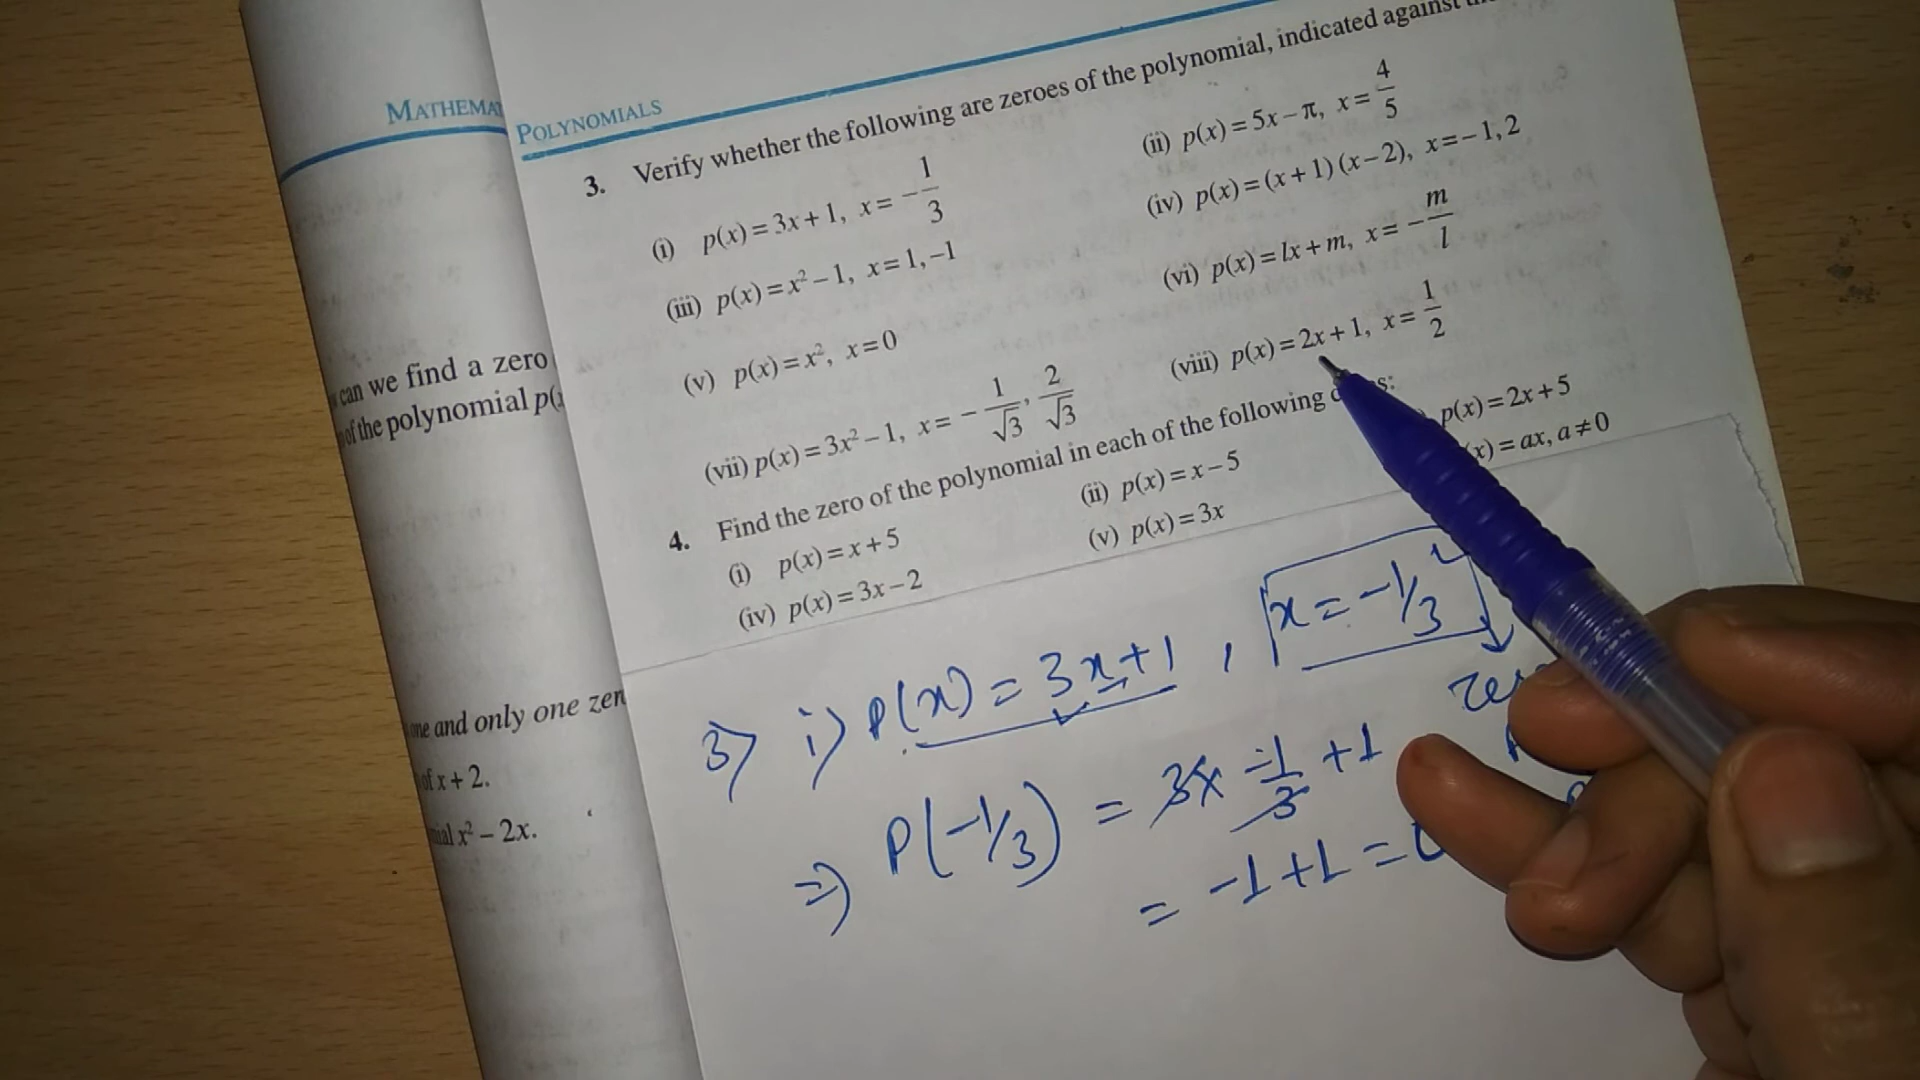 MATHEMA
POLYNOMIALS
3. Verify whether the following are zeroes of the polynomial, indicated against
(i) p(x) = 3x + 1, x = −1/3
(ii) p(x) = 5x − π, x = 4/5
(iii) p(x) = x² − 1, x = 1, −1
(iv) p(x) = (x + 1) (x − 2), x = − 1, 2
(v) p(x) = x², x = 0
(vi) p(x) = lx + m, x = −m/l
(vii) p(x) = 3x² − 1, x = −1/√3, 2/√3
(viii) p(x) = 2x + 1, x = 1/2
4. Find the zero of the polynomial in each of the following
(i) p(x) = x + 5
(ii) p(x) = x − 5
p(x) = 2x + 5
(iv) p(x) = 3x − 2
(v) p(x) = 3x
(x) = ax, a ≠ 0
can we find a zero
of the polynomial p(
one and only one zer
of x + 2.
x² − 2x.
3) i) P(x) = 3x+1, x = -1/3
⇒) P(-1/3) = 3x -1/3 +1
= -1+1 =